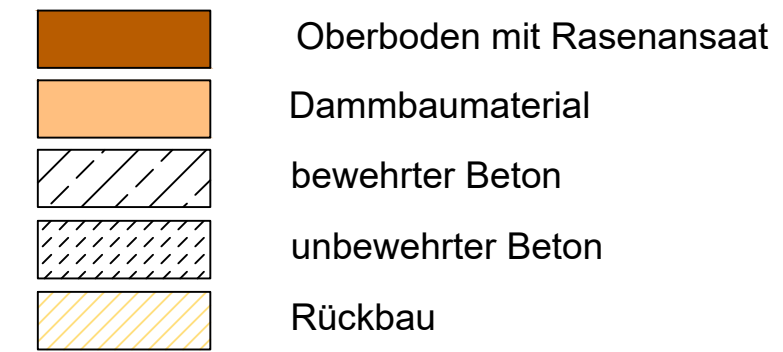 Oberboden mit Rasenansaat
Dammbaumaterial
bewehrter Beton
unbewehrter Beton
Rückbau